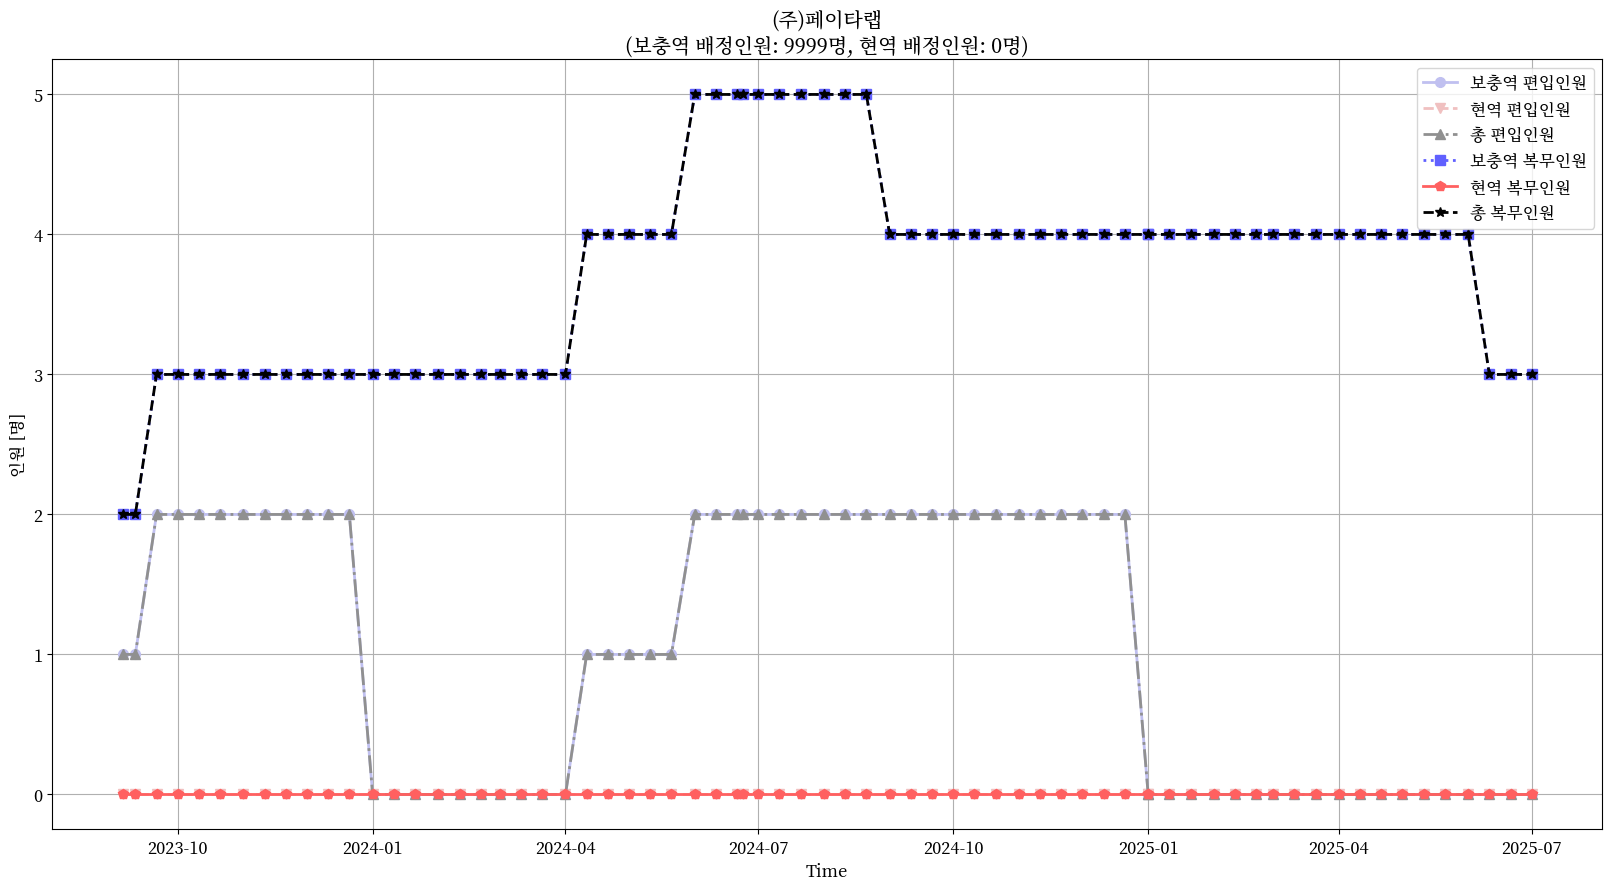 (주)페이타랩
(보충역 배정인원: 9999명, 현역 배정인원: 0명)
보충역 편입인원
현역 편입인원
총 편입인원
보충역 복무인원
현역 복무인원
총 복무인원
인원 [명]
5
4
3
2
1
0
2023-10
2024-01
2024-04
2024-07
2024-10
2025-01
2025-04
2025-07
Time